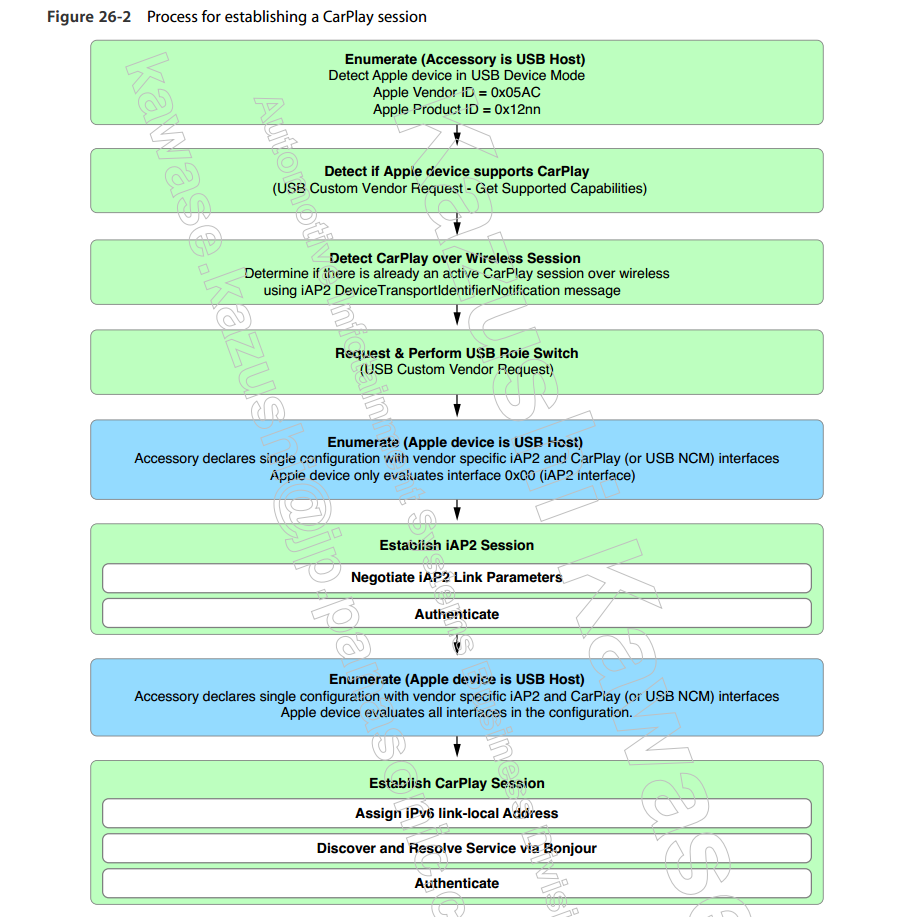 Figure 26-2 Process for establishing a CarPlay session
Enumerate (Accessory is USB Host)
Detect Apple device in USB Device Mode
Apple Vendor ID = 0x05AC
Apple Product ID = 0x12nn
Detect if Apple device supports CarPlay
(USB Custom Vendor Request - Get Supported Capabilities)
Detect CarPlay over Wireless Session
Determine if there is already an active CarPlay session over wireless
using iAP2 DeviceTransportIdentifierNotification message
Request & Perform USB Role Switch
(USB Custom Vendor Request)
Enumerate (Apple device is USB Host)
Accessory declares single configuration with vendor specific iAP2 and CarPlay (or USB NCM) interfaces
Apple device only evaluates interface 0x00 (iAP2 interface)
Establish iAP2 Session
Negotiate iAP2 Link Parameters
Authenticate
Enumerate (Apple device is USB Host)
Accessory declares single configuration with vendor specific iAP2 and CarPlay (or USB NCM) interfaces
Apple device evaluates all interfaces in the configuration.
Establish CarPlay Session
Assign iPv6 link-local Address
Discover and Resolve Service via Bonjour
Authenticate
Kazushi Kawase
Automotive Infotainment Systems Business Divisi
kawase.kazushi@jp.panasonic.c